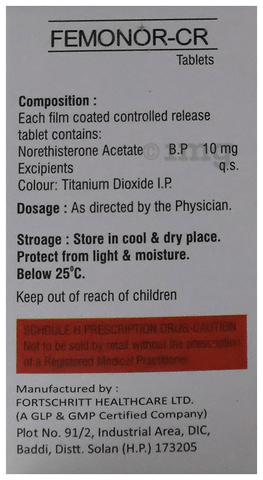 FEMONOR-CR
Tablets
Composition :
Each film coated controlled release
tablet contains:
Norethisterone Acetate B.P 10 mg
Excipients q.s.
Colour: Titanium Dioxide I.P.
Dosage : As directed by the Physician.
Stroage : Store in cool & dry place.
Protect from light & moisture.
Below 25°C.
Keep out of reach of children
SCHDULE H PRESCRIPTION DRUG-CAUTION
Not to be sold by retail without the prescription
of a Registered Medical Practitioner
Manufactured by :
FORTSCHRITT HEALTHCARE LTD.
(A GLP & GMP Certified Company)
Plot No. 91/2, Industrial Area, DIC,
Baddi, Distt. Solan (H.P.) 173205